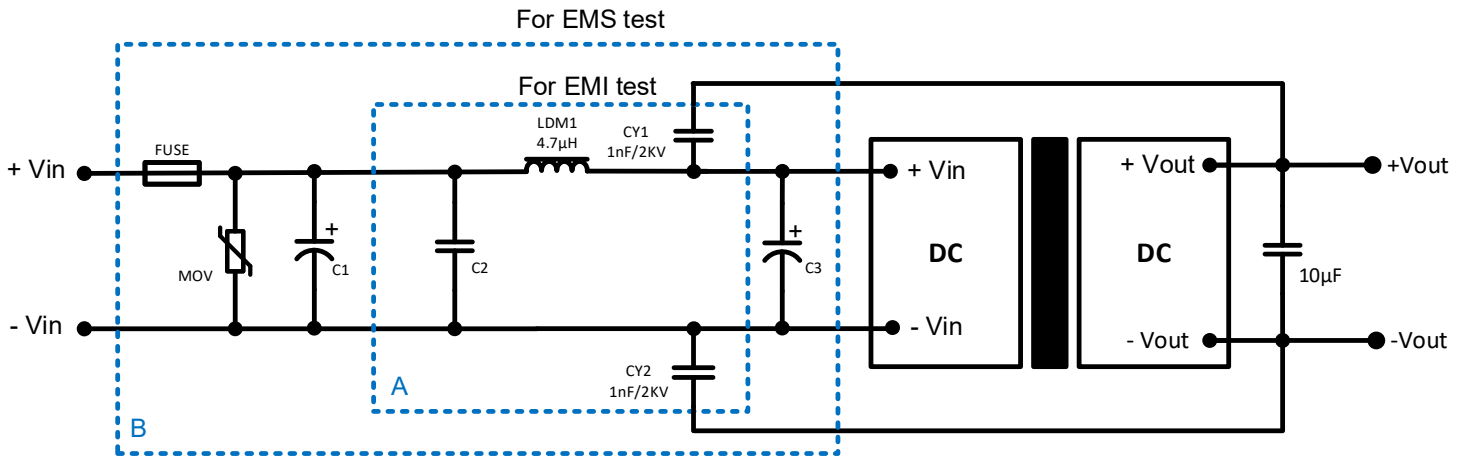 For EMS test
For EMI test
LDM1
4.7μH
CY1
1nF/2KV
FUSE
+ Vin
+ Vin
+ Vout
+Vout
MOV
+
C1
C2
+
C3
DC
DC
10μF
- Vin
- Vin
- Vout
-Vout
CY2
1nF/2KV
A
B